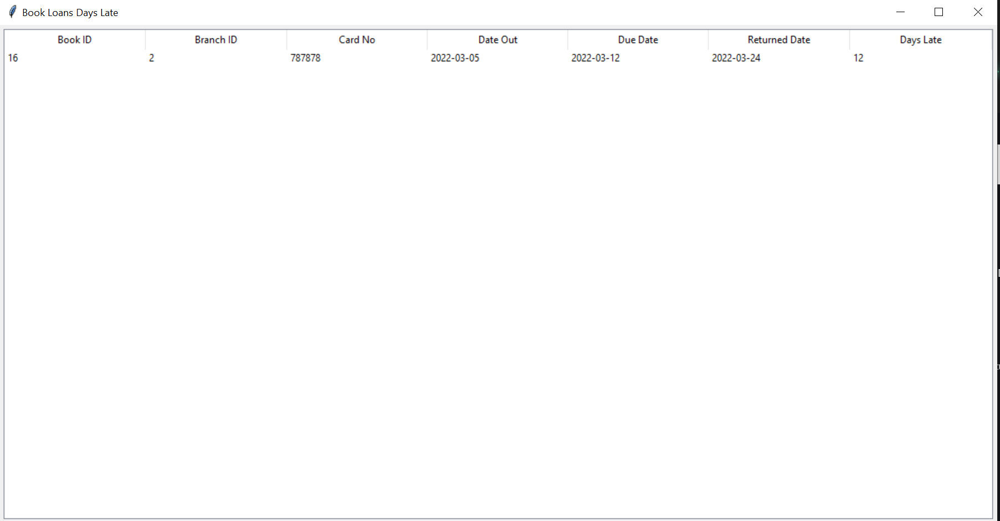 Book Loans Days Late
Book ID Branch ID Card No Date Out Due Date Returned Date Days Late
16 2 787878 2022-03-05 2022-03-12 2022-03-24 12